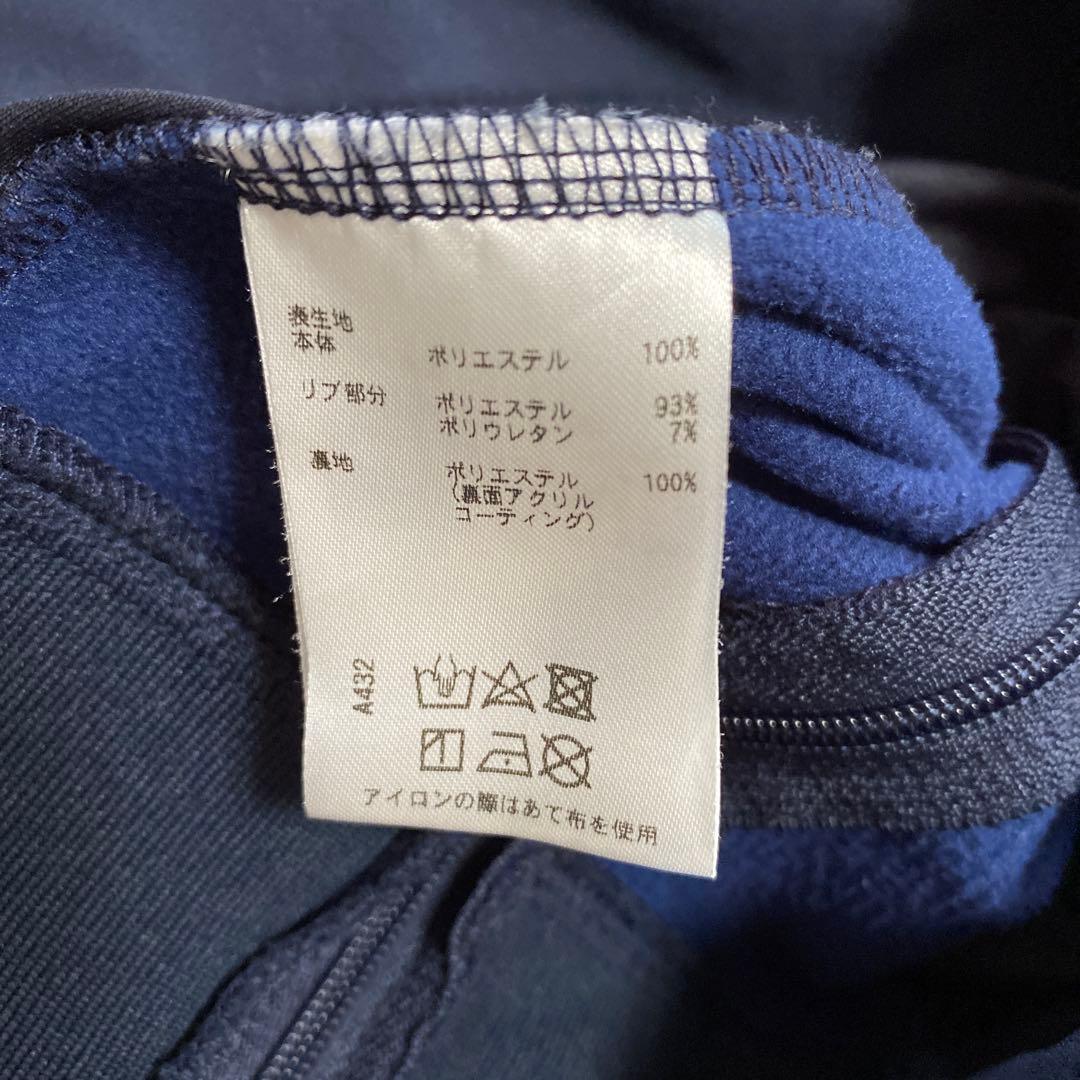 表生地
本体 ポリエステル 100%
リブ部分 ポリエステル 93%
ポリウレタン 7%
裏地 ポリエステル 100%
(裏面アクリル
コーティング)
A432
アイロンの際はあて布を使用